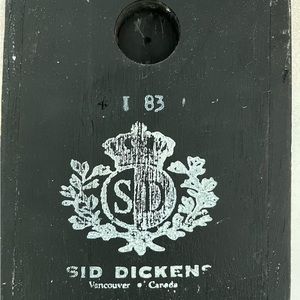 T 83
SD
SID DICKENS
Vancouver • Canada